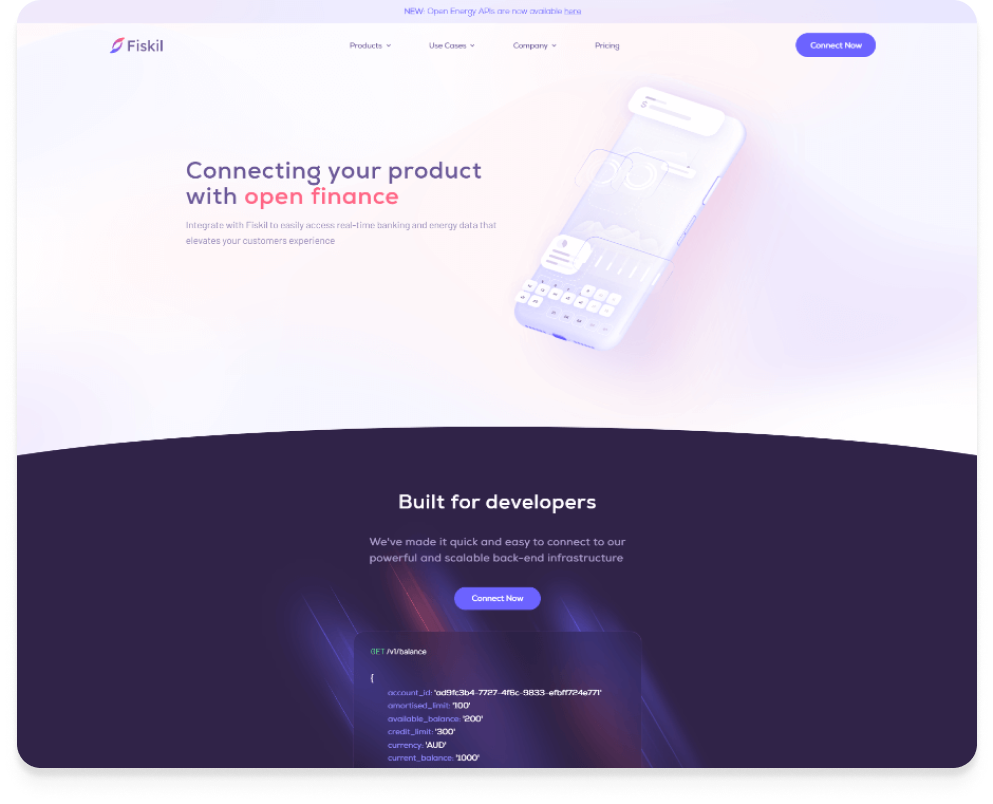 NEW: Open Energy APIs are now available here
Fiskil
Products
Use Cases
Company
Pricing
Connect Now
Connecting your product
with open finance
Integrate with Fiskil to easily access real-time banking and energy data that
elevates your customers experience
Built for developers
We've made it quick and easy to connect to our
powerful and scalable back-end infrastructure
Connect Now
GET /v1/balance
{
account_id: 'ad9fc3b4-7727-4f6c-9833-efbff724e771'
amortised_limit: '100'
available_balance: '200'
credit_limit: '300'
currency: 'AUD'
current_balance: '1000'